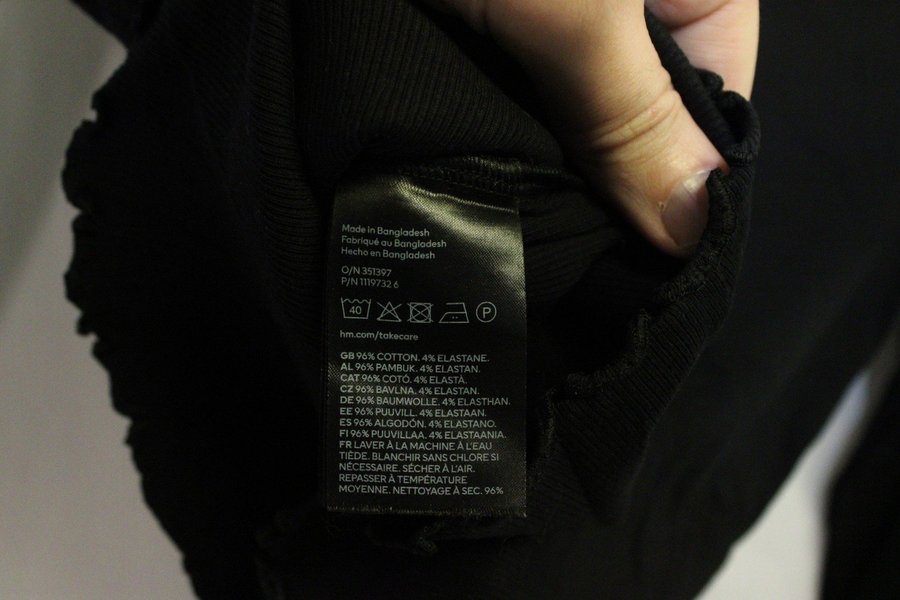 Made in Bangladesh
Fabriqué au Bangladesh
Hecho en Bangladesh
O/N 351397
P/N 1119732 6
40
P
hm.com/takecare
GB 96% COTTON. 4% ELASTANE.
AL 96% PAMBUK. 4% ELASTAN.
CAT 96% COTÓ. 4% ELASTÀ.
CZ 96% BAVLNA. 4% ELASTAN.
DE 96% BAUMWOLLE. 4% ELASTHAN.
EE 96% PUUVILL. 4% ELASTAAN.
ES 96% ALGODÓN. 4% ELASTANO.
FI 96% PUUVILLAA. 4% ELASTAANIA.
FR LAVER À LA MACHINE À L'EAU
TIÈDE. BLANCHIR SANS CHLORE SI
NÉCESSAIRE. SÉCHER À L'AIR.
REPASSER À TEMPÉRATURE
MOYENNE. NETTOYAGE À SEC. 96%